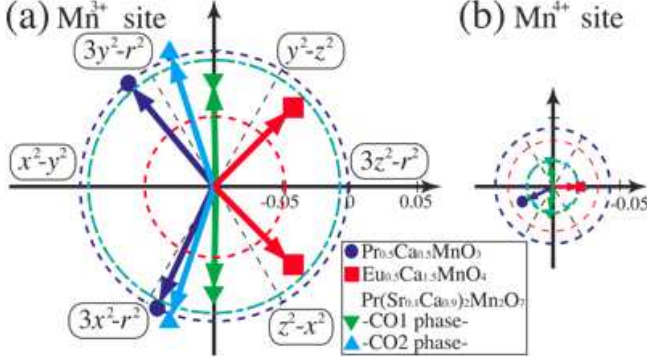 (a) Mn³⁺ site
(b) Mn⁴⁺ site
3y²-r²
y²-z²
x²-y²
3z²-r²
-0.05 0 0.05
-0.05
3x²-r²
z²-x²
Pr₀.₅Ca₀.₅MnO₃
Eu₀.₅Ca₁.₅MnO₄
Pr(Sr₀.₁Ca₀.₉)₂Mn₂O₇
-CO1 phase-
-CO2 phase-